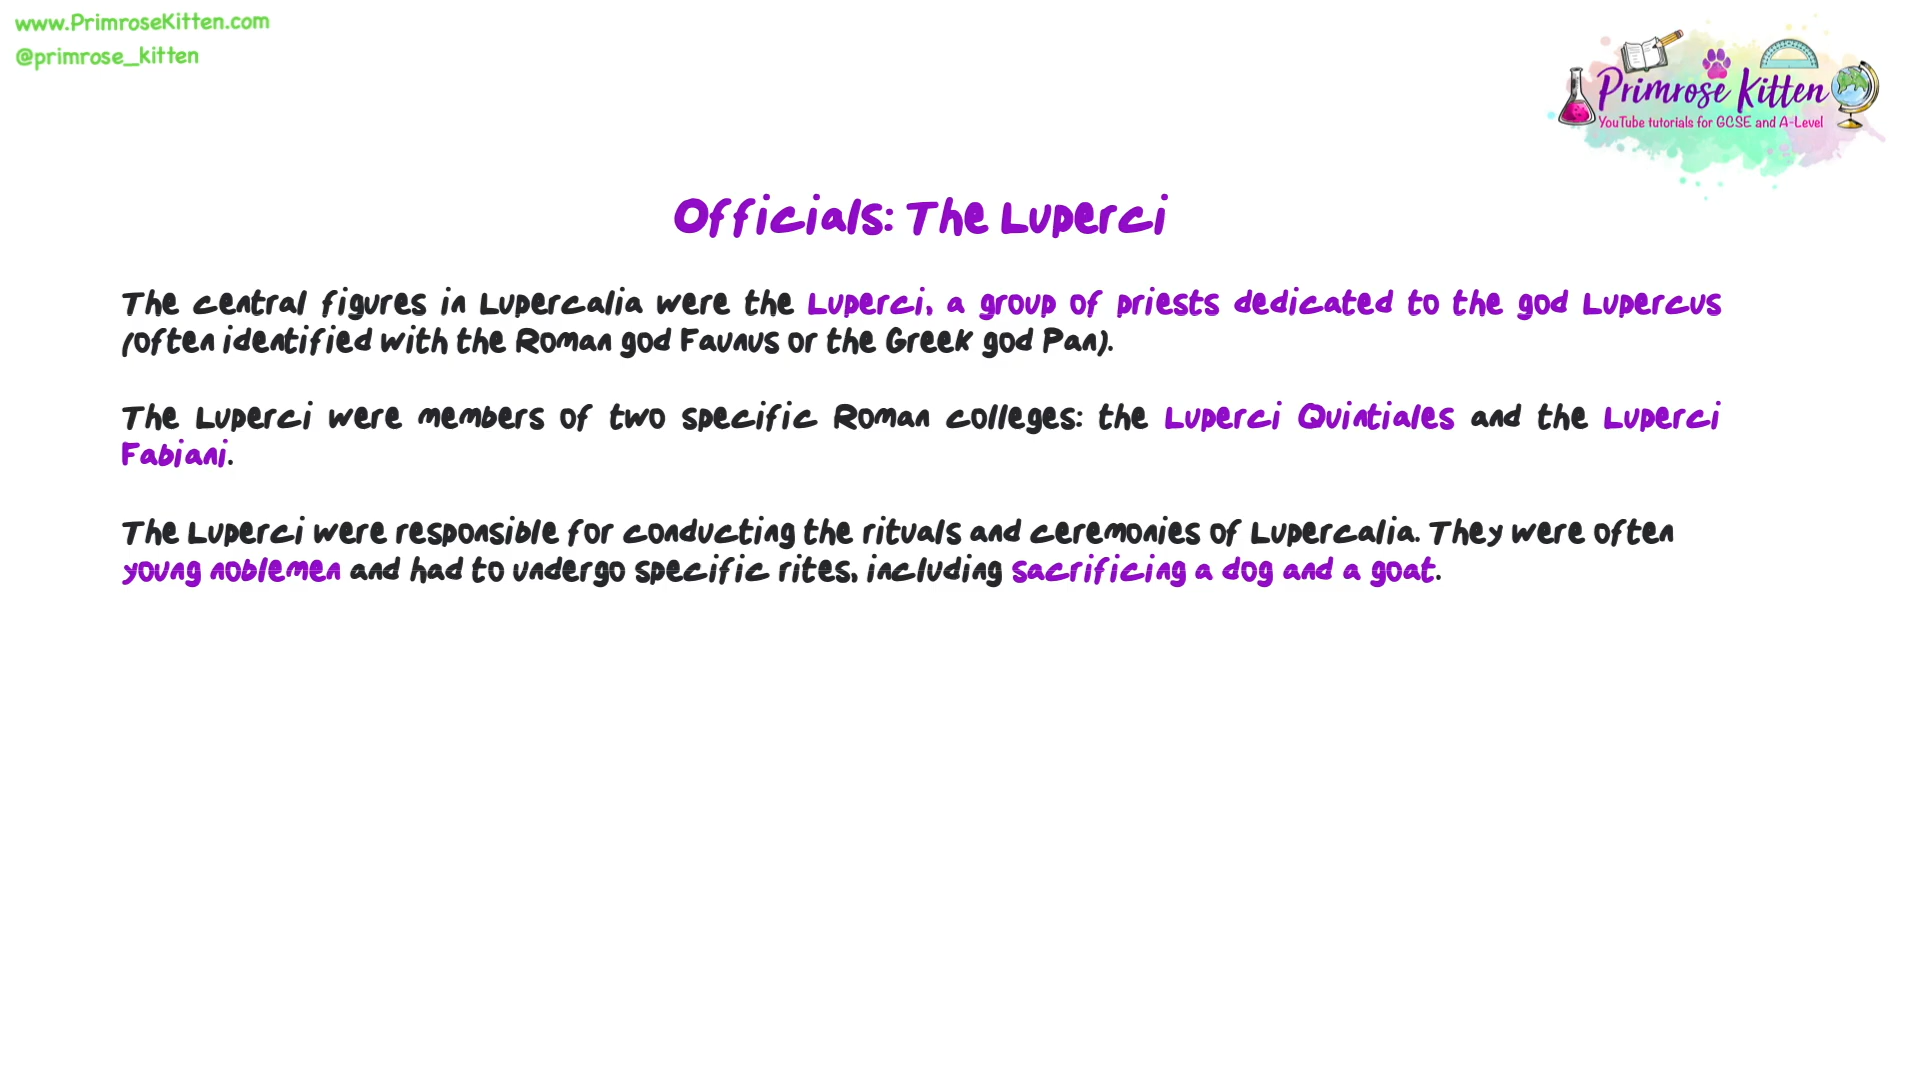 www.PrimroseKitten.com
@primrose_kitten
Primrose Kitten
YouTube tutorials for GCSE and A-Level
Officials: The Luperci
The central figures in Lupercalia were the Luperci, a group of priests dedicated to the god Lupercus
(often identified with the Roman god Faunus or the Greek god Pan).
The Luperci were members of two specific Roman colleges: the Luperci Quintiales and the Luperci
Fabiani.
The Luperci were responsible for conducting the rituals and ceremonies of Lupercalia. They were often
young noblemen and had to undergo specific rites, including sacrificing a dog and a goat.